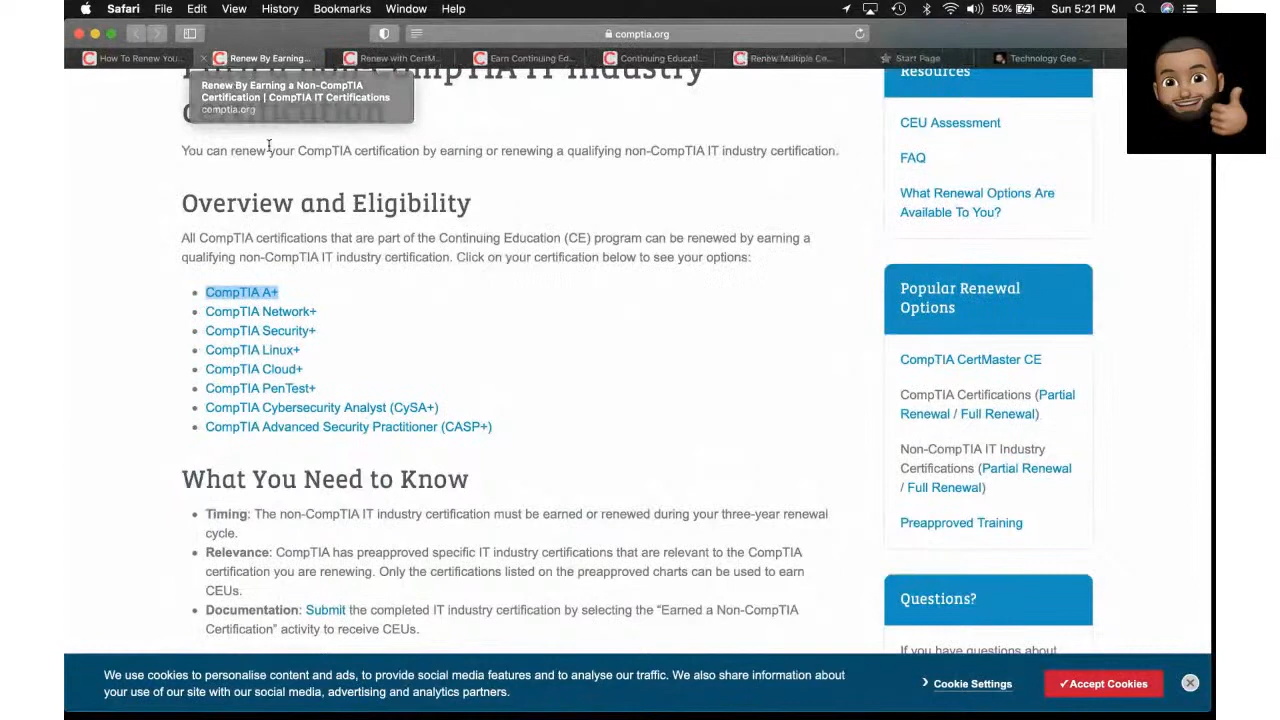 Safari File Edit View History Bookmarks Window Help 50% Sun 5:21 PM
comptia.org
How To Renew You... Renew By Earning... Renew with CertM... Earn Continuing Ed... Continuing Educati... Renew Multiple Ce... Start Page Technology Gee -...
Renew By Earning a Non-CompTIA
Certification | CompTIA IT Certifications
comptia.org
CompTIA IT Industry
You can renew your CompTIA certification by earning or renewing a qualifying non-CompTIA IT industry certification.
Overview and Eligibility
All CompTIA certifications that are part of the Continuing Education (CE) program can be renewed by earning a
qualifying non-CompTIA IT industry certification. Click on your certification below to see your options:
CompTIA A+
CompTIA Network+
CompTIA Security+
CompTIA Linux+
CompTIA Cloud+
CompTIA PenTest+
CompTIA Cybersecurity Analyst (CySA+)
CompTIA Advanced Security Practitioner (CASP+)
What You Need to Know
Timing: The non-CompTIA IT industry certification must be earned or renewed during your three-year renewal
cycle.
Relevance: CompTIA has preapproved specific IT industry certifications that are relevant to the CompTIA
certification you are renewing. Only the certifications listed on the preapproved charts can be used to earn
CEUs.
Documentation: Submit the completed IT industry certification by selecting the “Earned a Non-CompTIA
Certification” activity to receive CEUs.
Resources
CEU Assessment
FAQ
What Renewal Options Are
Available To You?
Popular Renewal
Options
CompTIA CertMaster CE
CompTIA Certifications (Partial
Renewal / Full Renewal)
Non-CompTIA IT Industry
Certifications (Partial Renewal
/ Full Renewal)
Preapproved Training
Questions?
If you have questions about
We use cookies to personalise content and ads, to provide social media features and to analyse our traffic. We also share information about
your use of our site with our social media, advertising and analytics partners.
Cookie Settings
✓Accept Cookies